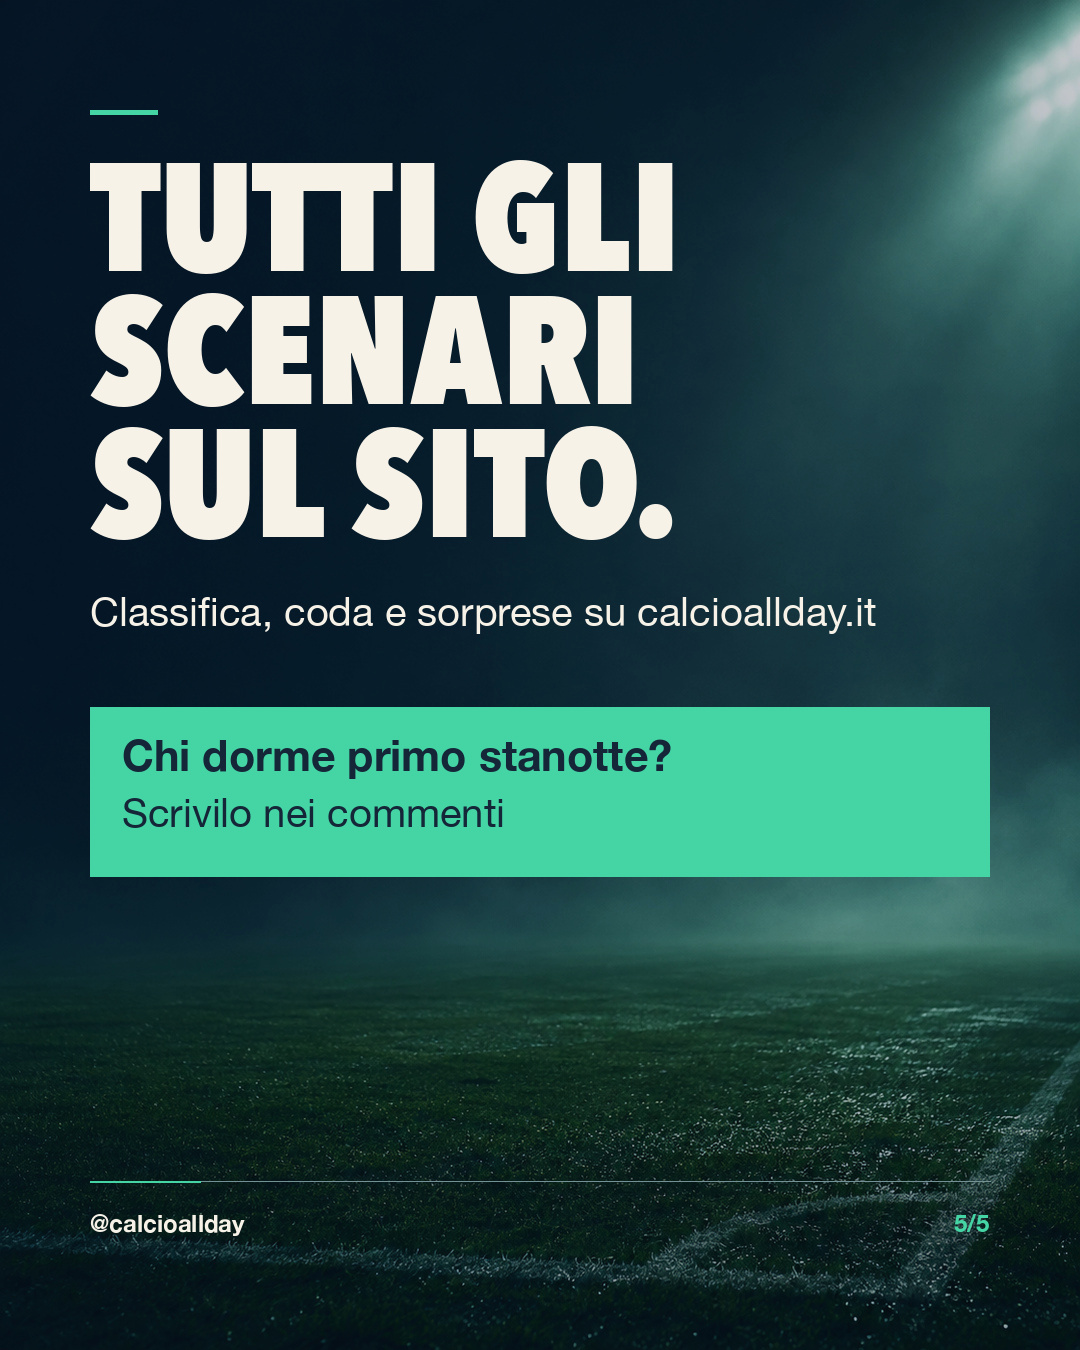 TUTTI GLI
SCENARI
SUL SITO.
Classifica, coda e sorprese su calcioallday.it
Chi dorme primo stanotte?
Scrivilo nei commenti
@calcioallday
5/5